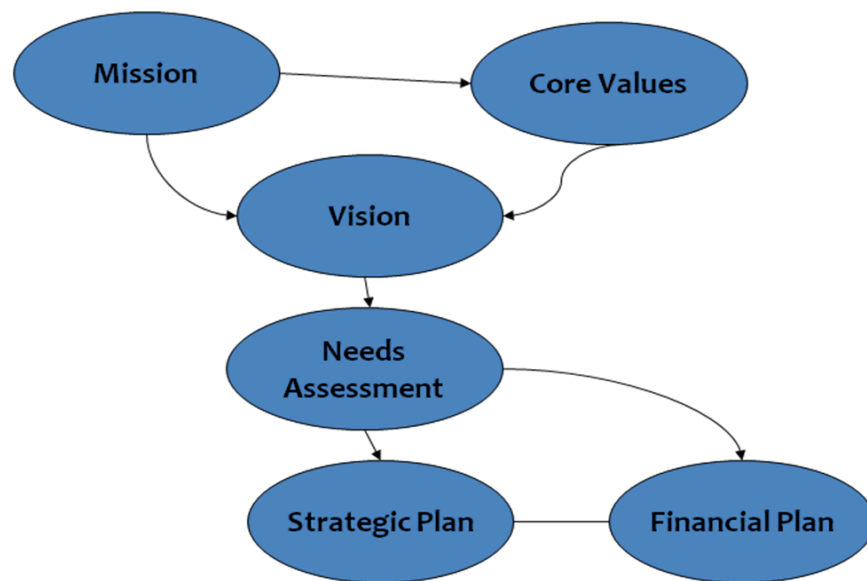 Mission
Core Values
Vision
Needs
Assessment
Strategic Plan
Financial Plan